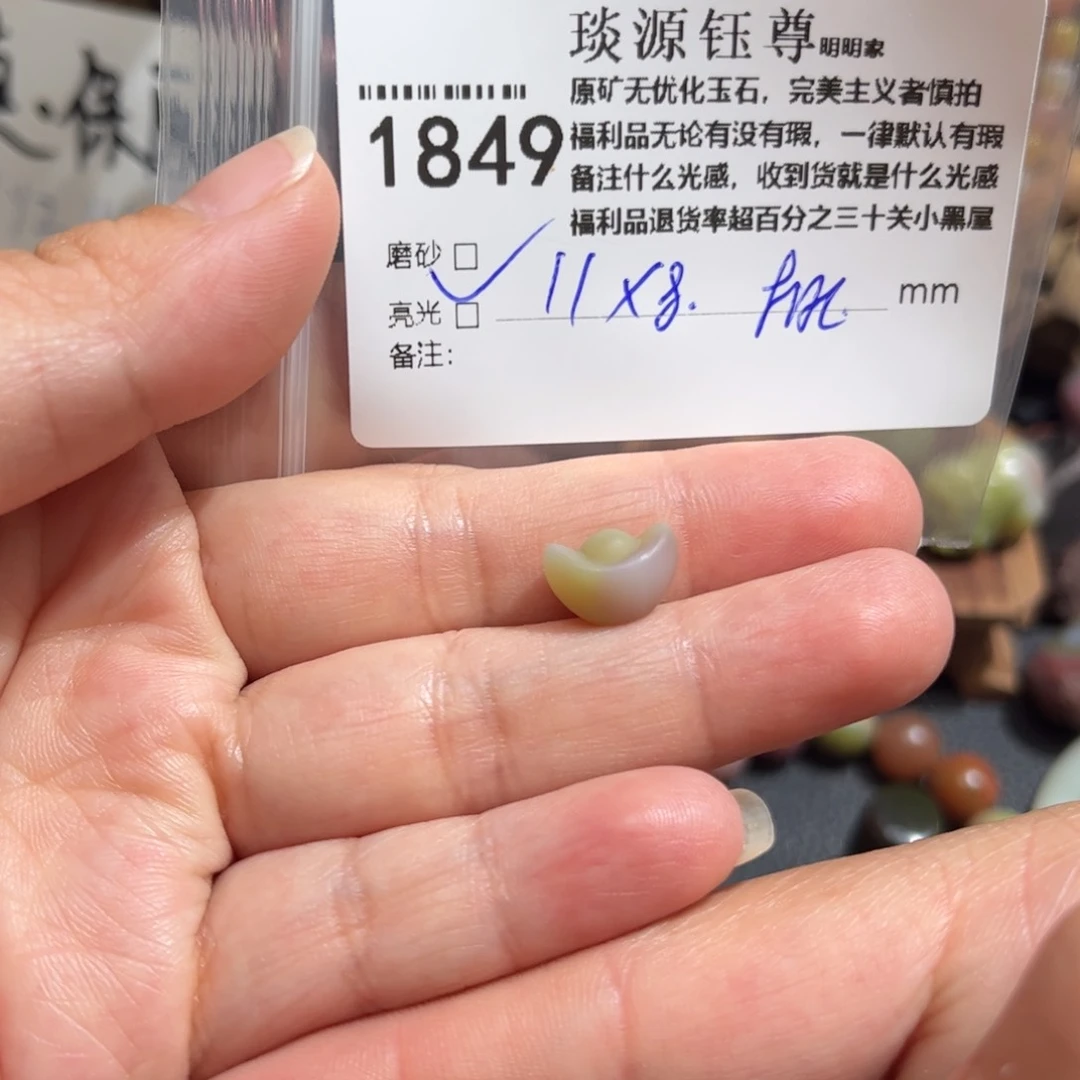 琰源钰尊明明家
原矿无优化玉石，完美主义者慎拍
1849
福利品无论有没有瑕，一律默认有瑕
备注什么光感，收到货就是什么光感
福利品退货率超百分之三十关小黑屋
磨砂 □
亮光 □ 11×8. mm
备注：
保